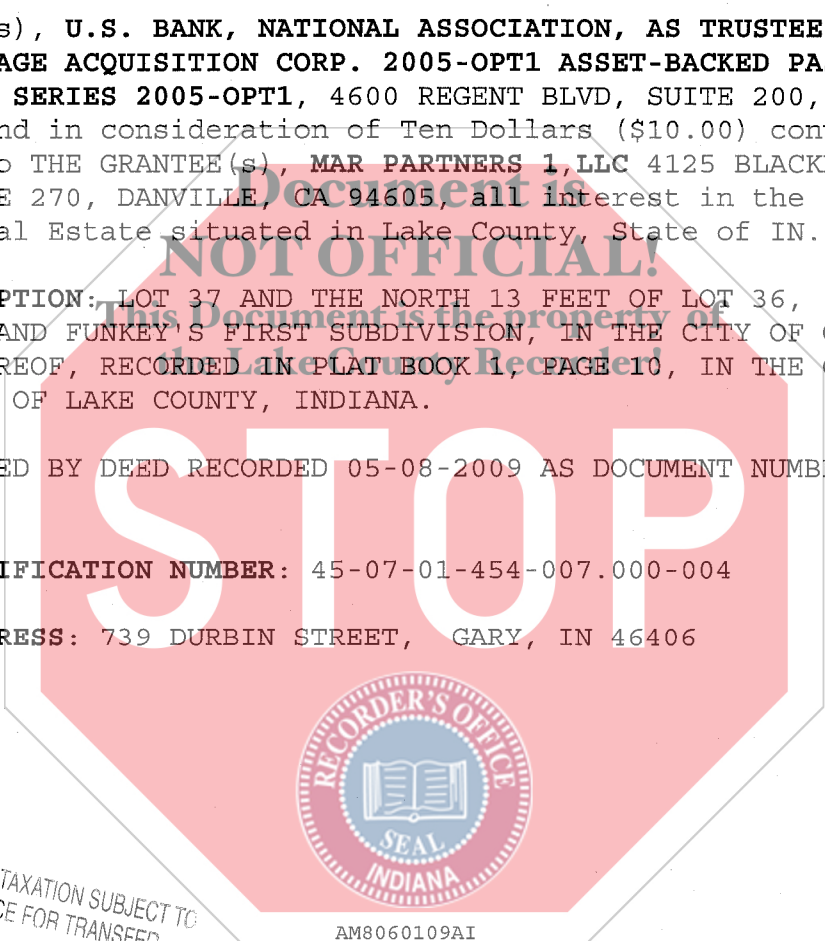 s), U.S. BANK, NATIONAL ASSOCIATION, AS TRUSTEE
AGE ACQUISITION CORP. 2005-OPT1 ASSET-BACKED PA
SERIES 2005-OPT1, 4600 REGENT BLVD, SUITE 200,
nd in consideration of Ten Dollars ($10.00) con
o THE GRANTEE(s), MAR PARTNERS 1,LLC 4125 BLACK
E 270, DANVILLE, CA 94605, all interest in the
al Estate situated in Lake County, State of IN.
Document is
NOT OFFICIAL!
This Document is the property of
the Lake County Recorder!
PTION: LOT 37 AND THE NORTH 13 FEET OF LOT 36,
AND FUNKEY'S FIRST SUBDIVISION, IN THE CITY OF
REOF, RECORDED IN PLAT BOOK 1, PAGE 10, IN THE
OF LAKE COUNTY, INDIANA.
ED BY DEED RECORDED 05-08-2009 AS DOCUMENT NUMB
STOP
IFICATION NUMBER: 45-07-01-454-007.000-004
RESS: 739 DURBIN STREET, GARY, IN 46406
RECORDER'S OFFICE
SEAL
INDIANA
TAXATION SUBJECT TO
CE FOR TRANSFER
AM8060109AI